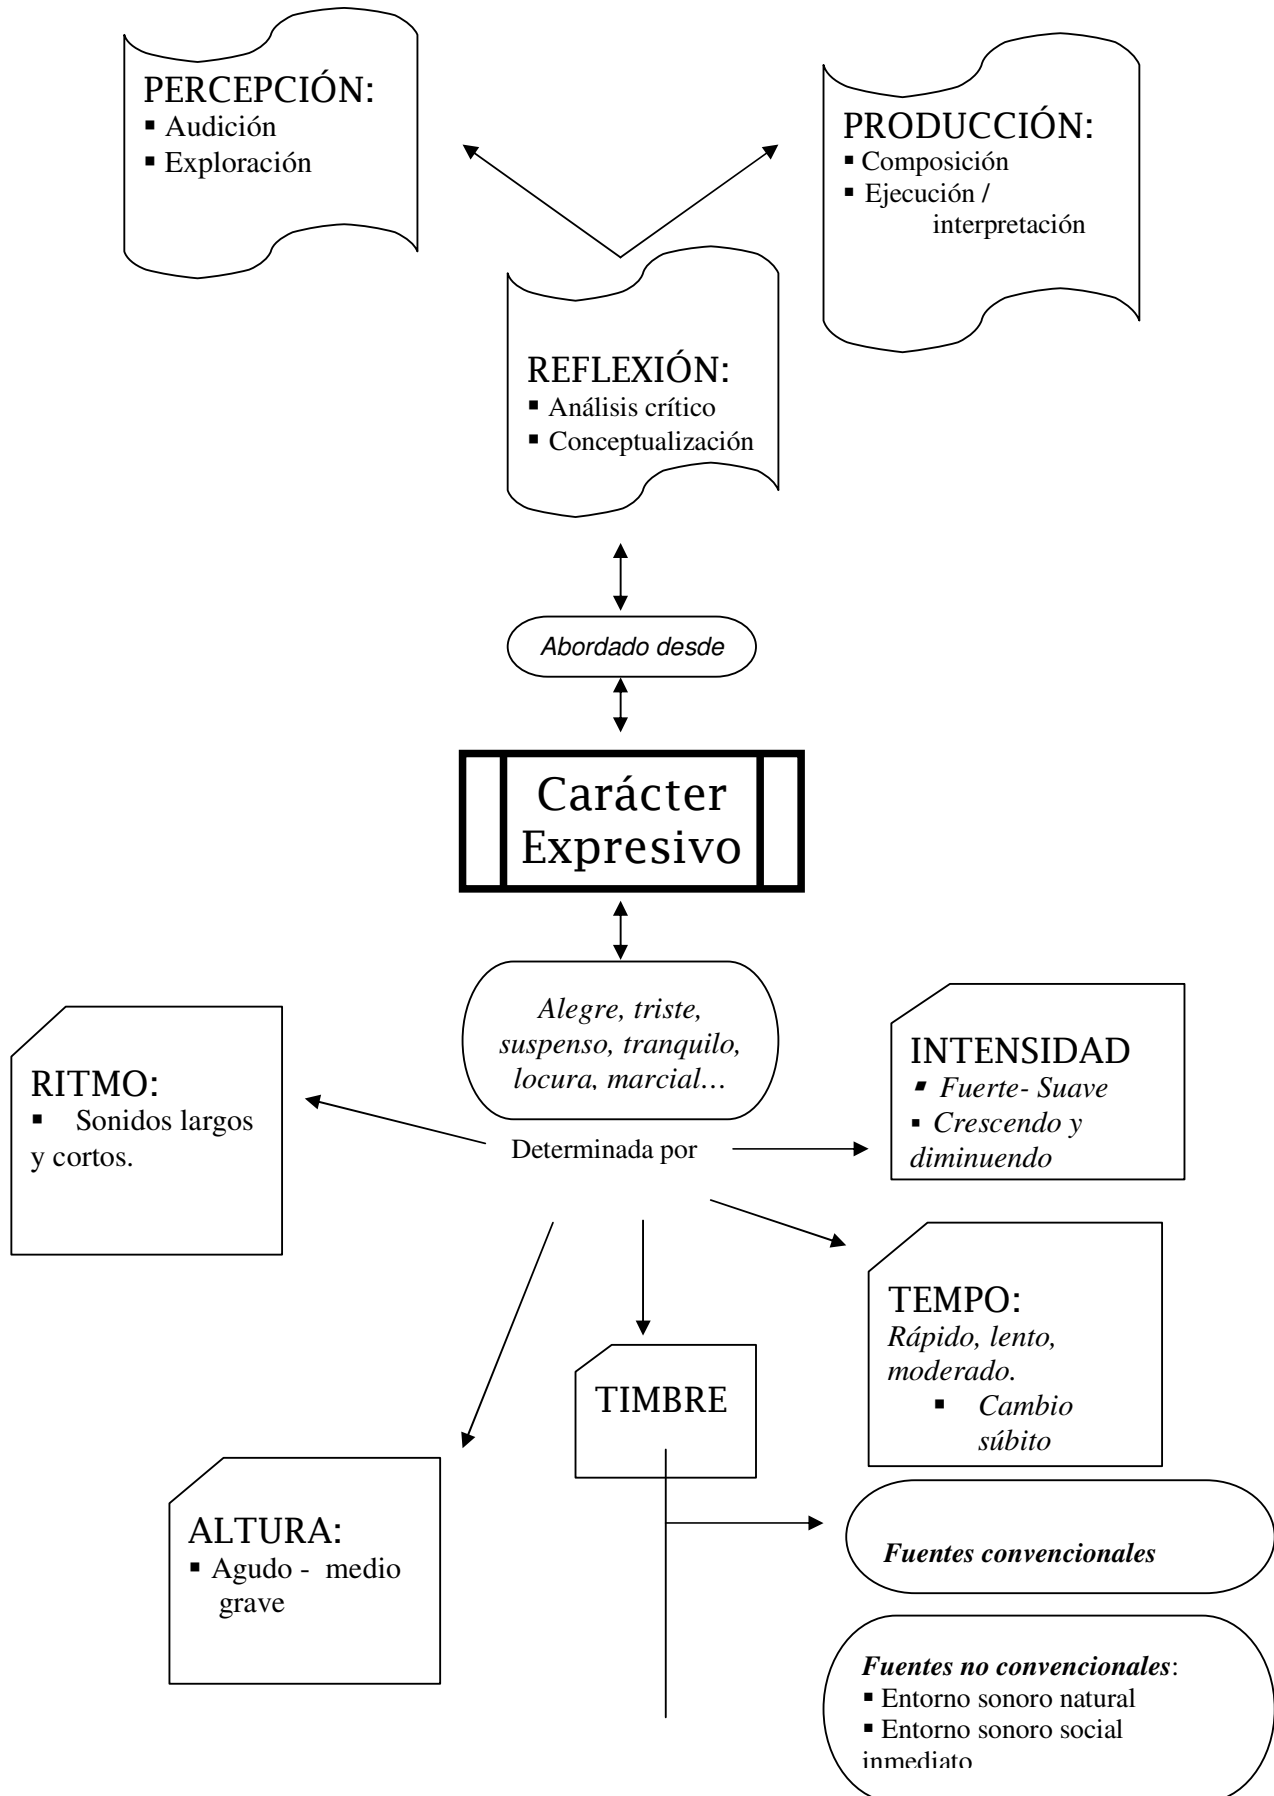 PERCEPCIÓN:
▪ Audición
▪ Exploración
PRODUCCIÓN:
▪ Composición
▪ Ejecución /
interpretación
REFLEXIÓN:
▪ Análisis crítico
▪ Conceptualización
Abordado desde
Carácter
Expresivo
Alegre, triste,
suspenso, tranquilo,
locura, marcial…
Determinada por
RITMO:
▪ Sonidos largos
y cortos.
INTENSIDAD
▪ Fuerte- Suave
▪ Crescendo y
diminuendo
TEMPO:
Rápido, lento,
moderado.
▪ Cambio
súbito
TIMBRE
ALTURA:
▪ Agudo - medio
grave
Fuentes convencionales
Fuentes no convencionales:
▪ Entorno sonoro natural
▪ Entorno sonoro social
inmediato